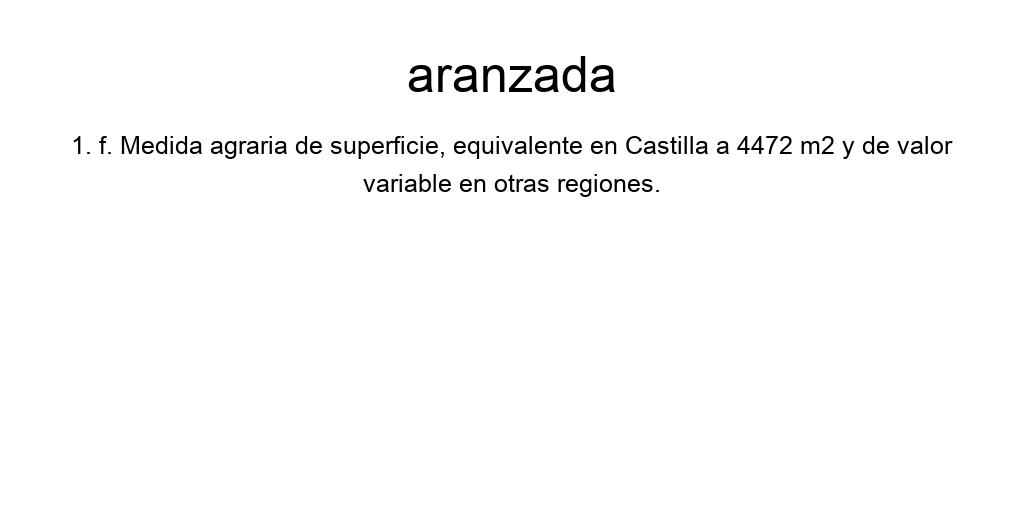 aranzada
1. f. Medida agraria de superficie, equivalente en Castilla a 4472 m2 y de valor
variable en otras regiones.